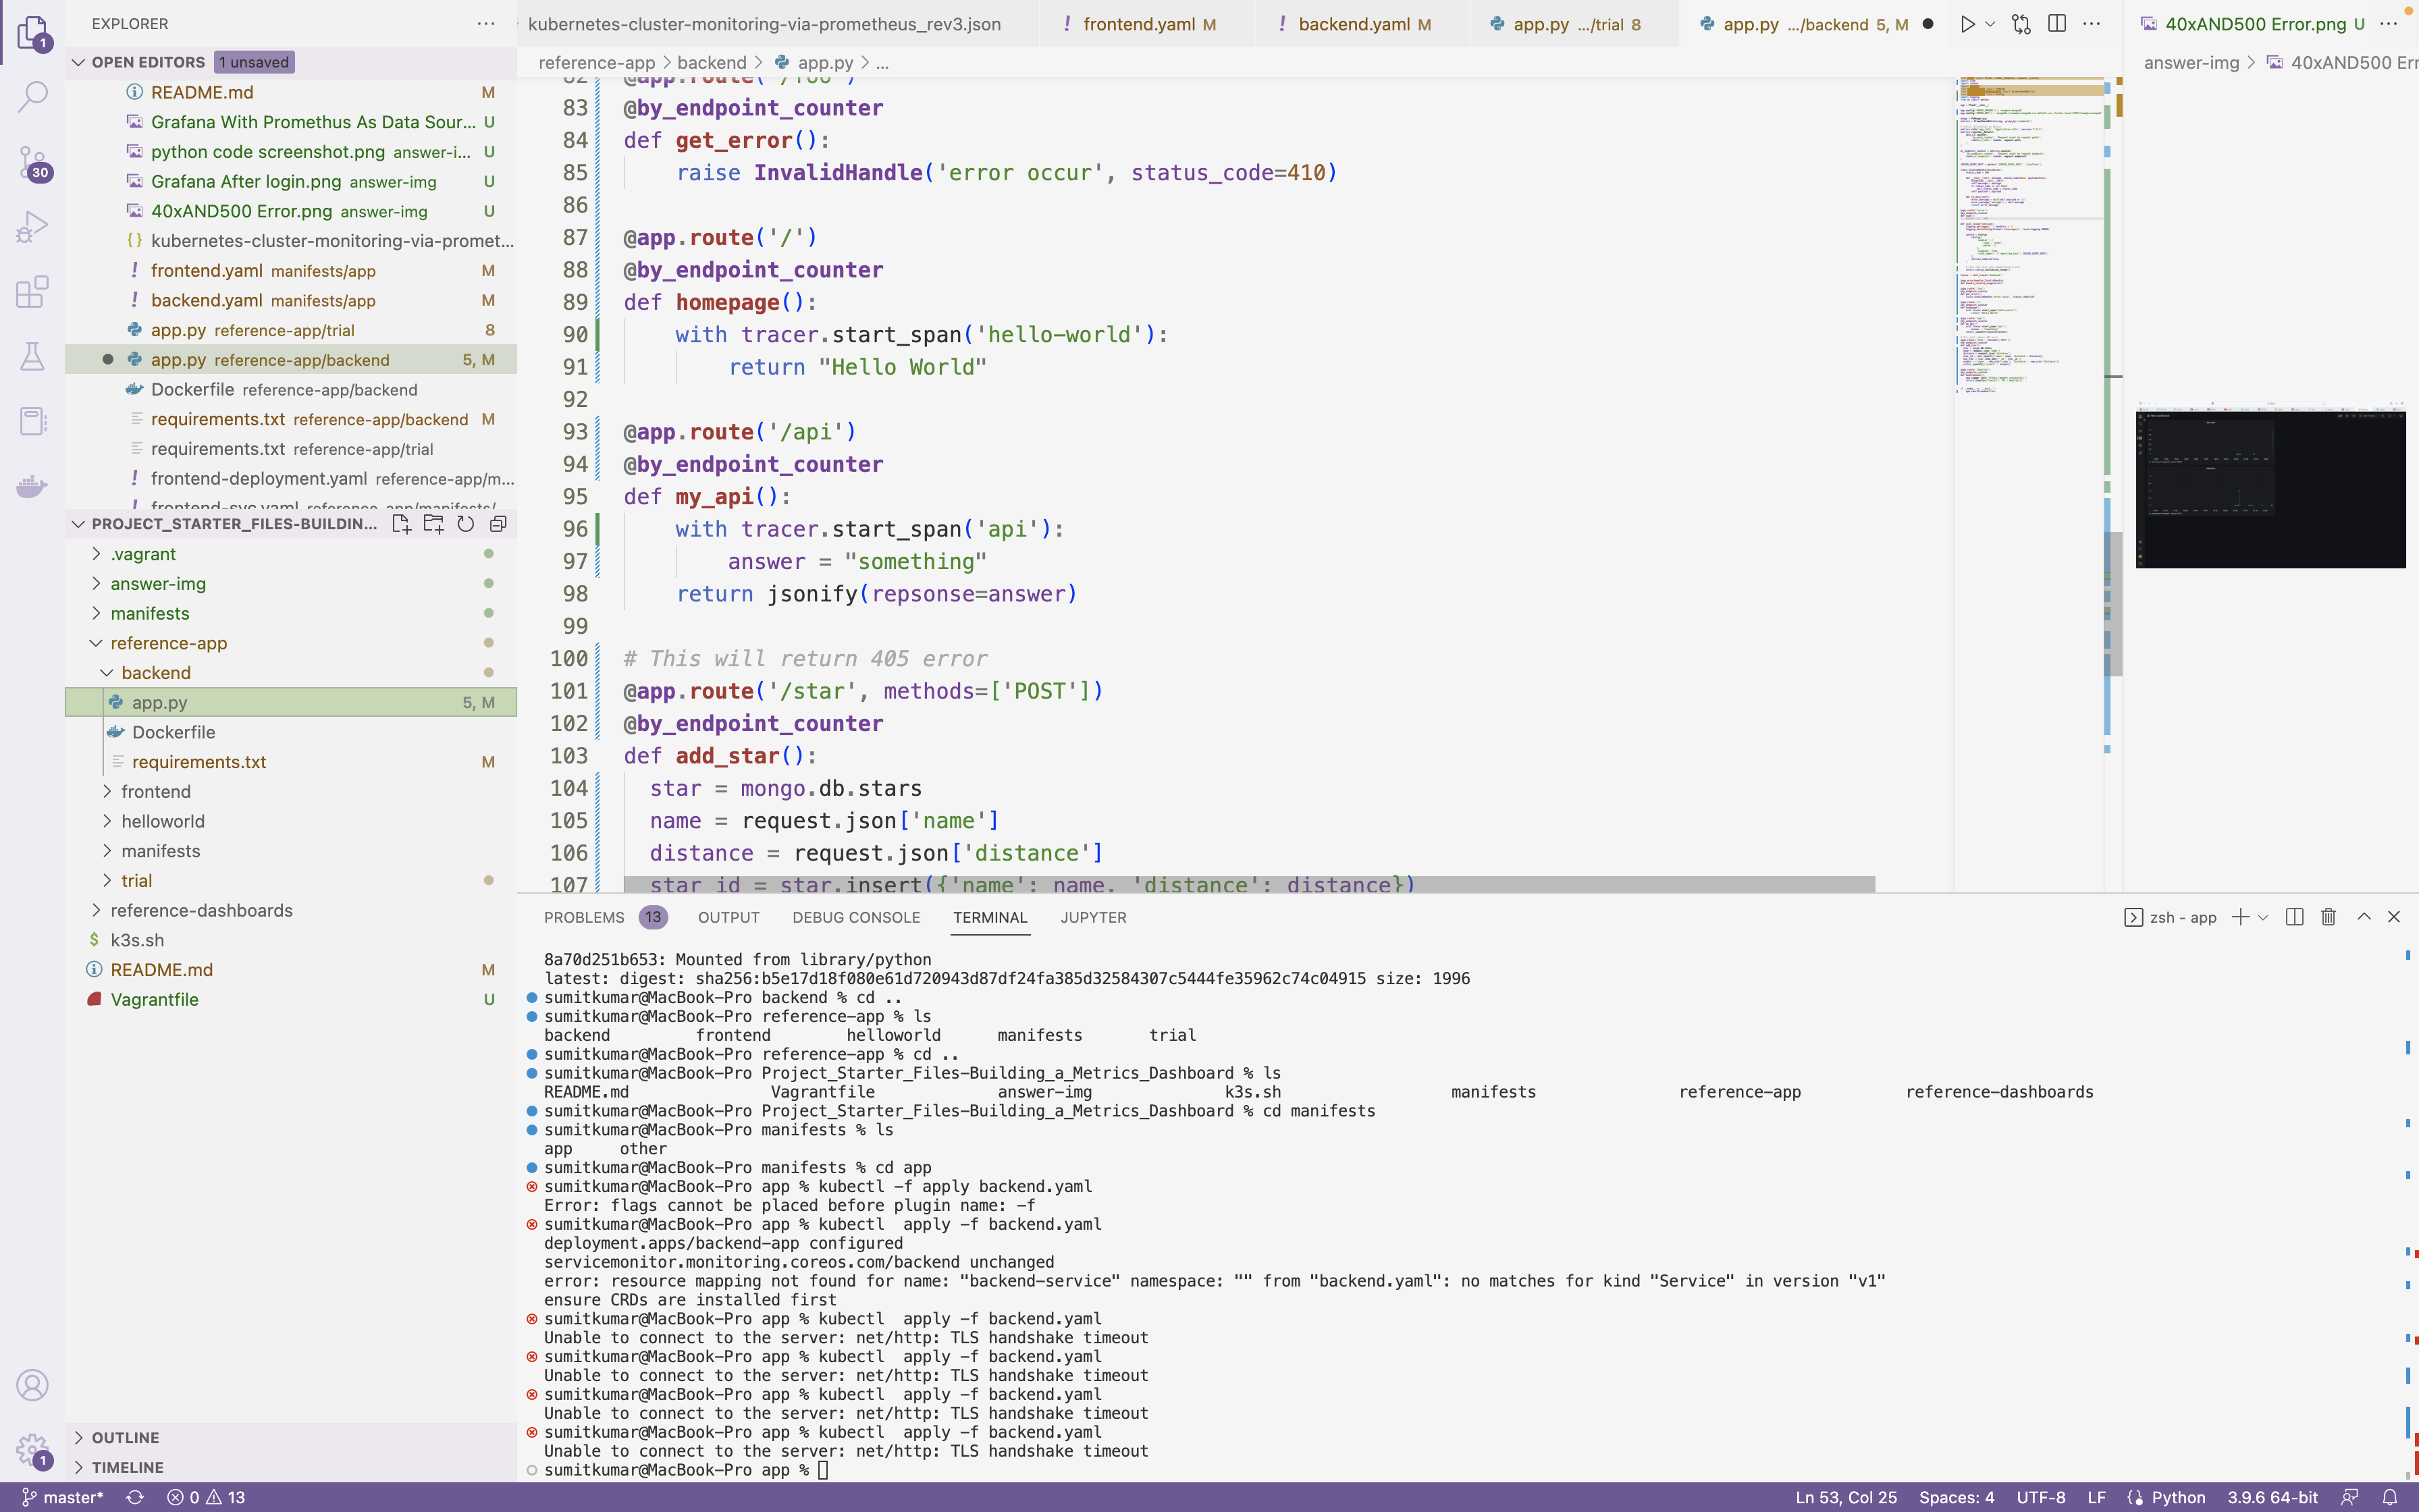 EXPLORER
OPEN EDITORS 1 unsaved
README.md M
Grafana With Promethus As Data Sour... U
python code screenshot.png answer-i... U
Grafana After login.png answer-img U
40xAND500 Error.png answer-img U
kubernetes-cluster-monitoring-via-promet...
frontend.yaml manifests/app M
backend.yaml manifests/app M
app.py reference-app/trial 8
app.py reference-app/backend 5, M
Dockerfile reference-app/backend
requirements.txt reference-app/backend M
requirements.txt reference-app/trial
frontend-deployment.yaml reference-app/m...
frontend-svc.yaml reference-app/manifests/
PROJECT_STARTER_FILES-BUILDIN...
.vagrant
answer-img
manifests
reference-app
backend
app.py 5, M
Dockerfile
requirements.txt M
frontend
helloworld
manifests
trial
reference-dashboards
k3s.sh
README.md M
Vagrantfile U
OUTLINE
TIMELINE
1
30
1
kubernetes-cluster-monitoring-via-prometheus_rev3.json
frontend.yaml M
backend.yaml M
app.py .../trial 8
app.py .../backend 5, M
40xAND500 Error.png U
reference-app > backend > app.py > ...
answer-img > 40xAND500 Err
82 @app.route('/foo')
83 @by_endpoint_counter
84 def get_error():
85 raise InvalidHandle('error occur', status_code=410)
86
87 @app.route('/')
88 @by_endpoint_counter
89 def homepage():
90 with tracer.start_span('hello-world'):
91 return "Hello World"
92
93 @app.route('/api')
94 @by_endpoint_counter
95 def my_api():
96 with tracer.start_span('api'):
97 answer = "something"
98 return jsonify(repsonse=answer)
99
100 # This will return 405 error
101 @app.route('/star', methods=['POST'])
102 @by_endpoint_counter
103 def add_star():
104 star = mongo.db.stars
105 name = request.json['name']
106 distance = request.json['distance']
107 star_id = star.insert({'name': name, 'distance': distance})
PROBLEMS 13 OUTPUT DEBUG CONSOLE TERMINAL JUPYTER
zsh - app
8a70d251b653: Mounted from library/python
latest: digest: sha256:b5e17d18f080e61d720943d87df24fa385d32584307c5444fe35962c74c04915 size: 1996
sumitkumar@MacBook-Pro backend % cd ..
sumitkumar@MacBook-Pro reference-app % ls
backend frontend helloworld manifests trial
sumitkumar@MacBook-Pro reference-app % cd ..
sumitkumar@MacBook-Pro Project_Starter_Files-Building_a_Metrics_Dashboard % ls
README.md Vagrantfile answer-img k3s.sh manifests reference-app reference-dashboards
sumitkumar@MacBook-Pro Project_Starter_Files-Building_a_Metrics_Dashboard % cd manifests
sumitkumar@MacBook-Pro manifests % ls
app other
sumitkumar@MacBook-Pro manifests % cd app
sumitkumar@MacBook-Pro app % kubectl -f apply backend.yaml
Error: flags cannot be placed before plugin name: -f
sumitkumar@MacBook-Pro app % kubectl  apply -f backend.yaml
deployment.apps/backend-app configured
servicemonitor.monitoring.coreos.com/backend unchanged
error: resource mapping not found for name: "backend-service" namespace: "" from "backend.yaml": no matches for kind "Service" in version "v1"
ensure CRDs are installed first
sumitkumar@MacBook-Pro app % kubectl  apply -f backend.yaml
Unable to connect to the server: net/http: TLS handshake timeout
sumitkumar@MacBook-Pro app % kubectl  apply -f backend.yaml
Unable to connect to the server: net/http: TLS handshake timeout
sumitkumar@MacBook-Pro app % kubectl  apply -f backend.yaml
Unable to connect to the server: net/http: TLS handshake timeout
sumitkumar@MacBook-Pro app % kubectl  apply -f backend.yaml
Unable to connect to the server: net/http: TLS handshake timeout
sumitkumar@MacBook-Pro app %
master* 0 13
Ln 53, Col 25 Spaces: 4 UTF-8 LF Python 3.9.6 64-bit